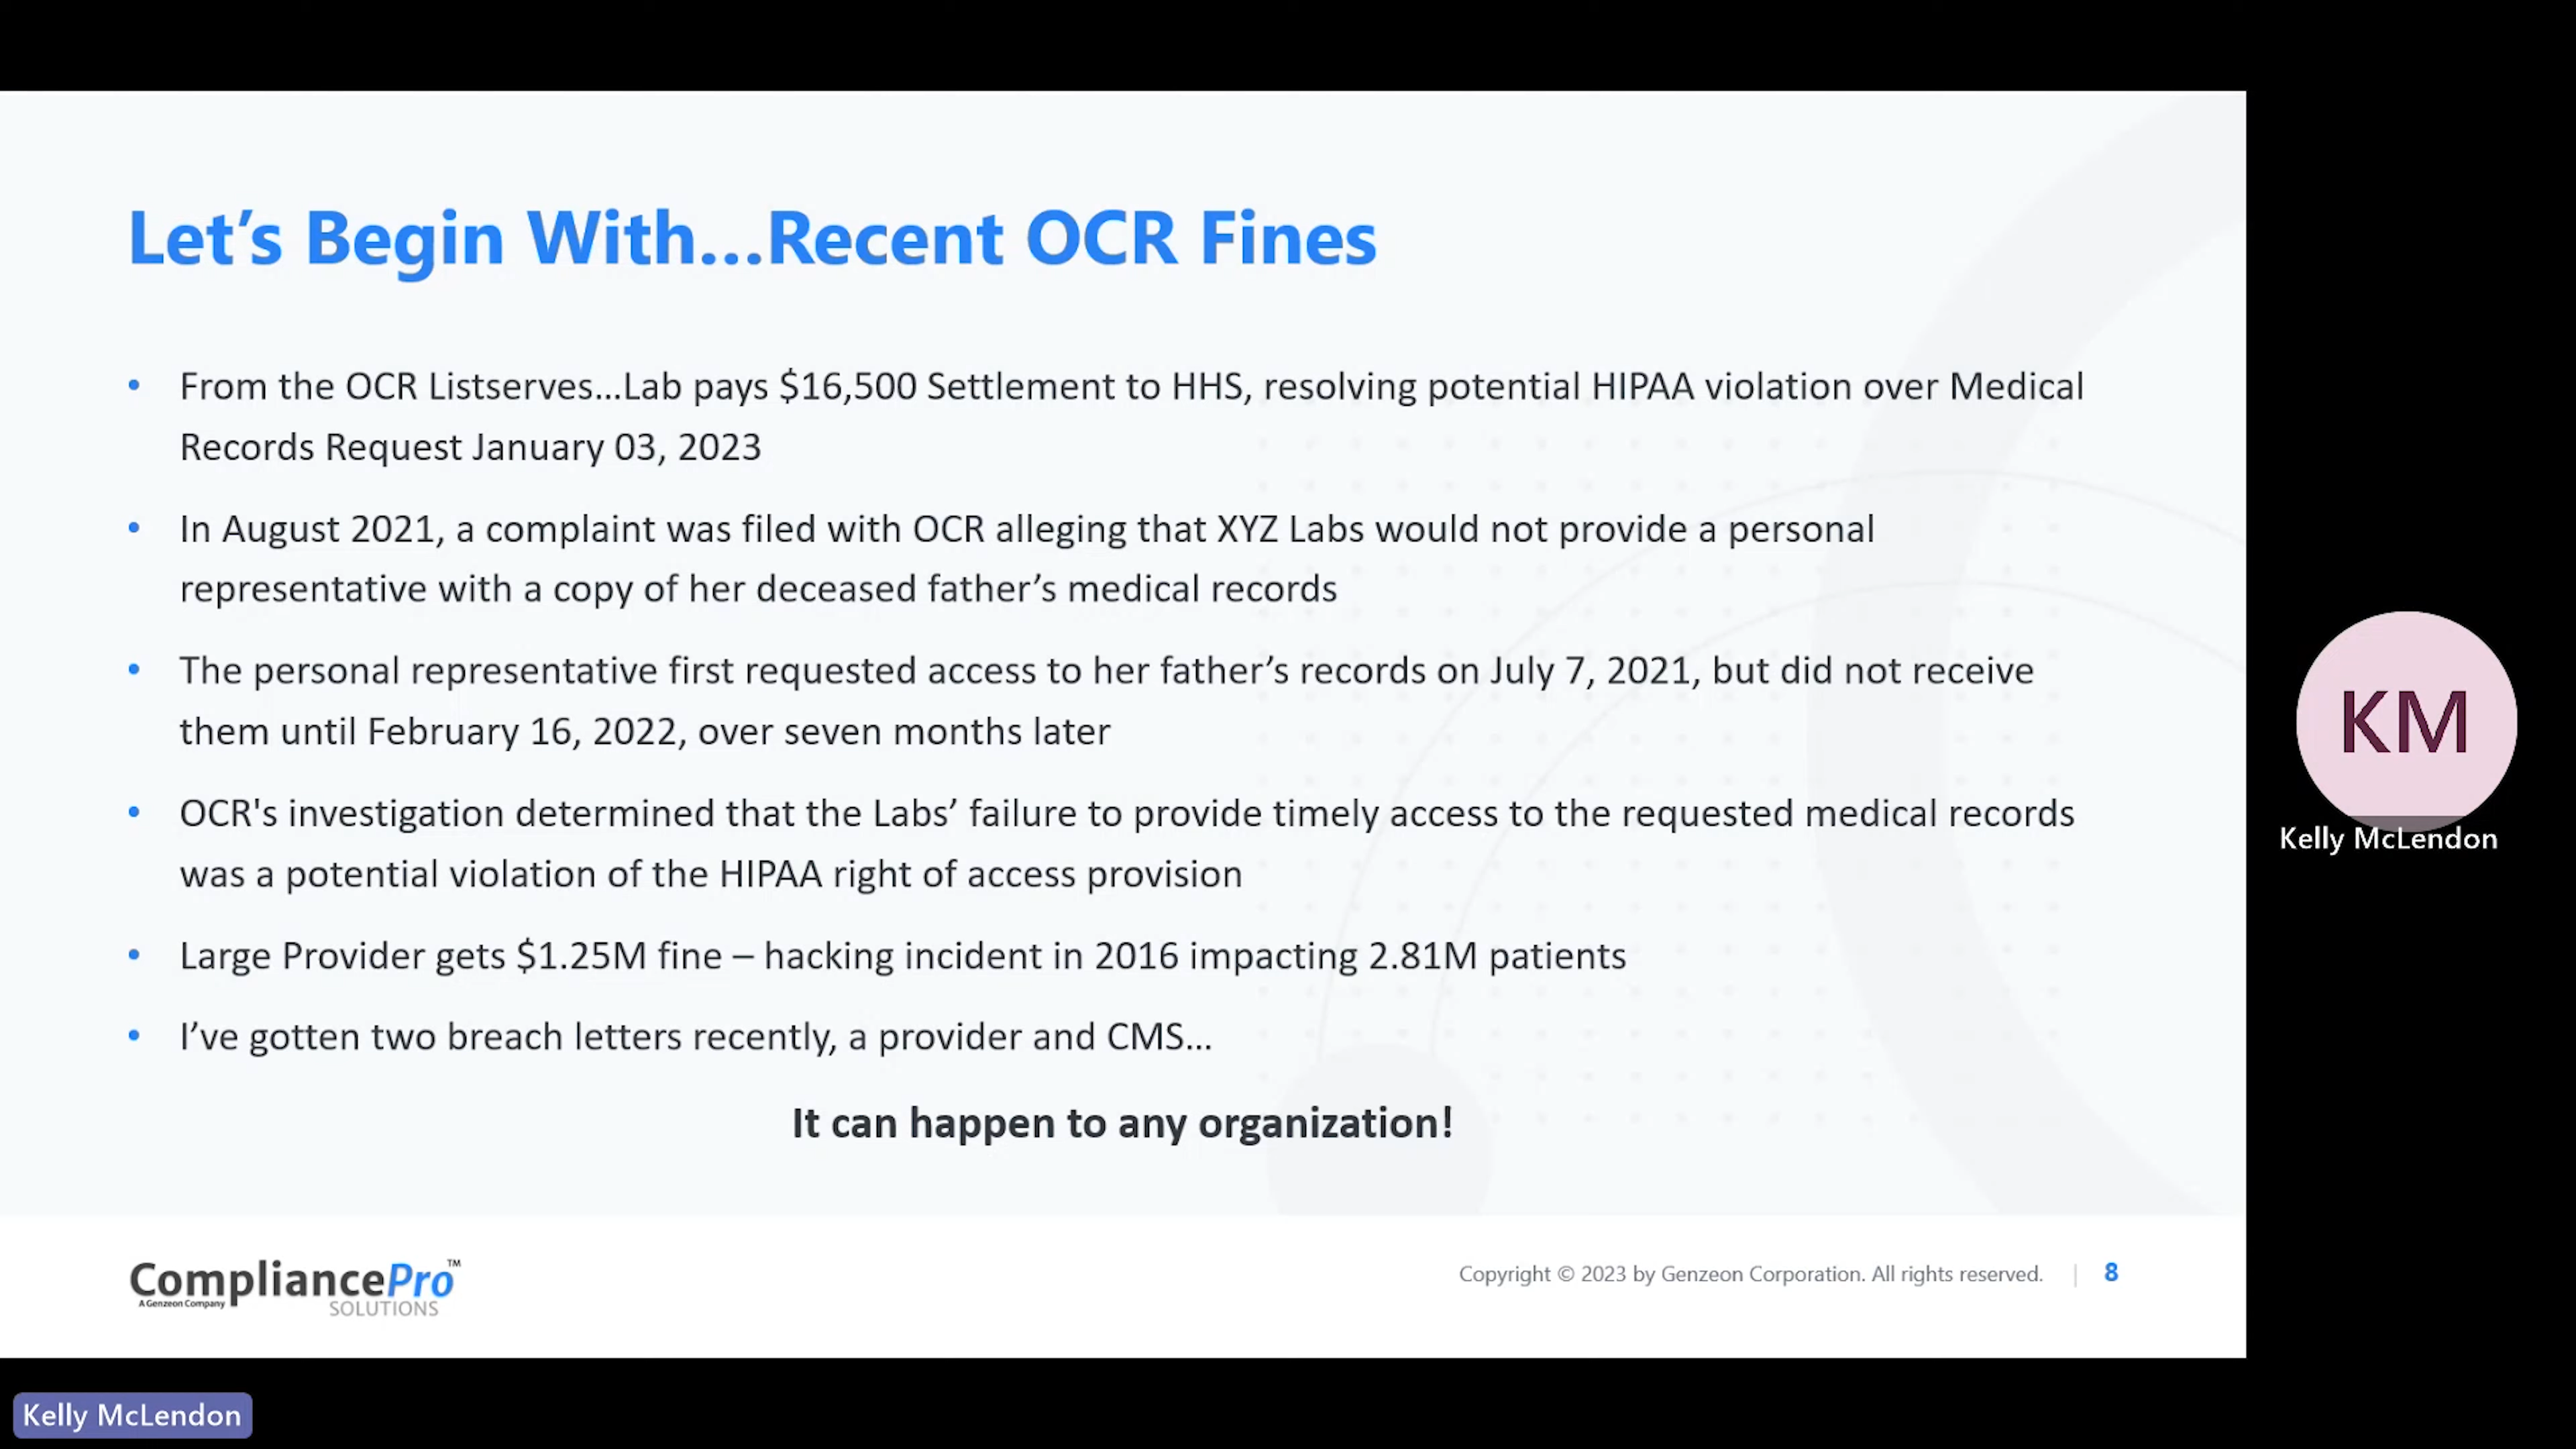 Let’s Begin With...Recent OCR Fines
• From the OCR Listserves...Lab pays $16,500 Settlement to HHS, resolving potential HIPAA violation over Medical
Records Request January 03, 2023
• In August 2021, a complaint was filed with OCR alleging that XYZ Labs would not provide a personal
representative with a copy of her deceased father’s medical records
• The personal representative first requested access to her father’s records on July 7, 2021, but did not receive
them until February 16, 2022, over seven months later
• OCR's investigation determined that the Labs’ failure to provide timely access to the requested medical records
was a potential violation of the HIPAA right of access provision
• Large Provider gets $1.25M fine – hacking incident in 2016 impacting 2.81M patients
• I’ve gotten two breach letters recently, a provider and CMS...
It can happen to any organization!
KM
Kelly McLendon
CompliancePro™
A Genzeon Company
SOLUTIONS
Copyright © 2023 by Genzeon Corporation. All rights reserved. | 8
Kelly McLendon